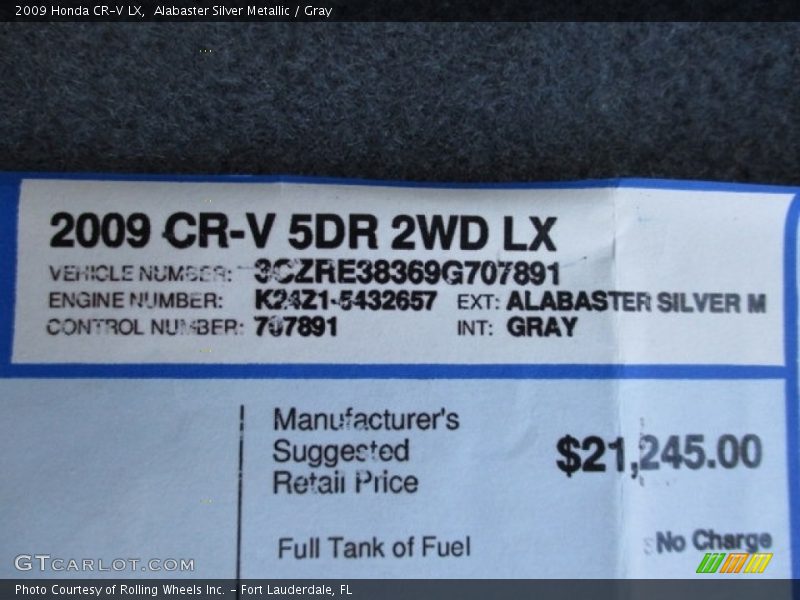 2009 Honda CR-V LX, Alabaster Silver Metallic / Gray
2009 CR-V 5DR 2WD LX
VEHICLE NUMBER: 3CZRE38369G707891
ENGINE NUMBER: K24Z1-5432657 EXT: ALABASTER SILVER M
CONTROL NUMBER: 707891 INT: GRAY
Manufacturer's
Suggested
Retail Price $21,245.00
Full Tank of Fuel No Charge
GTCARLOT.COM
Photo Courtesy of Rolling Wheels Inc. - Fort Lauderdale, FL